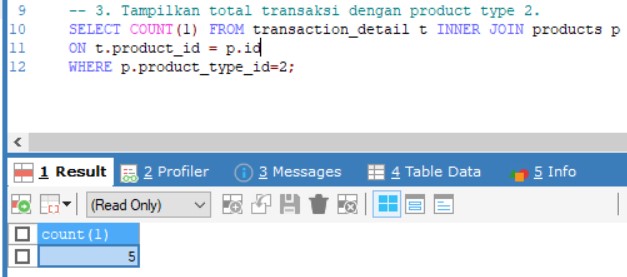 9 -- 3. Tampilkan total transaksi dengan product type 2.
10 SELECT COUNT(1) FROM transaction_detail t INNER JOIN products p
11 ON t.product_id = p.id
12 WHERE p.product_type_id=2;
1 Result 2 Profiler 3 Messages 4 Table Data 5 Info
(Read Only)
count(1)
5